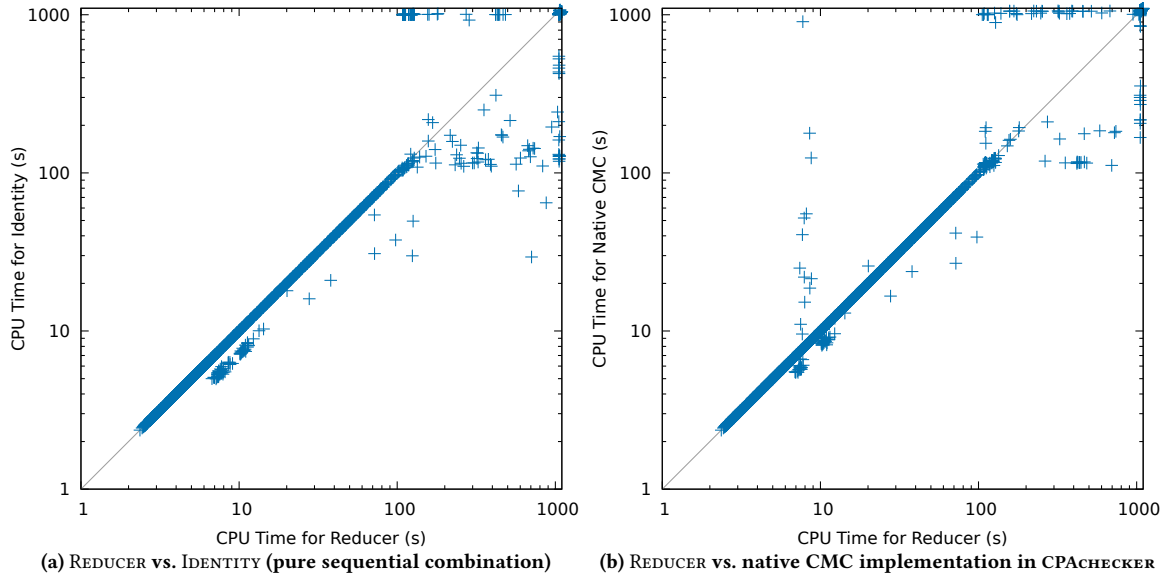 1000
100
10
1
1
10
100
1000
CPU Time for Identity (s)
CPU Time for Reducer (s)
(a) REDUCER vs. IDENTITY (pure sequential combination)
1000
100
10
1
1
10
100
1000
CPU Time for Native CMC (s)
CPU Time for Reducer (s)
(b) REDUCER vs. native CMC implementation in CPACHECKER